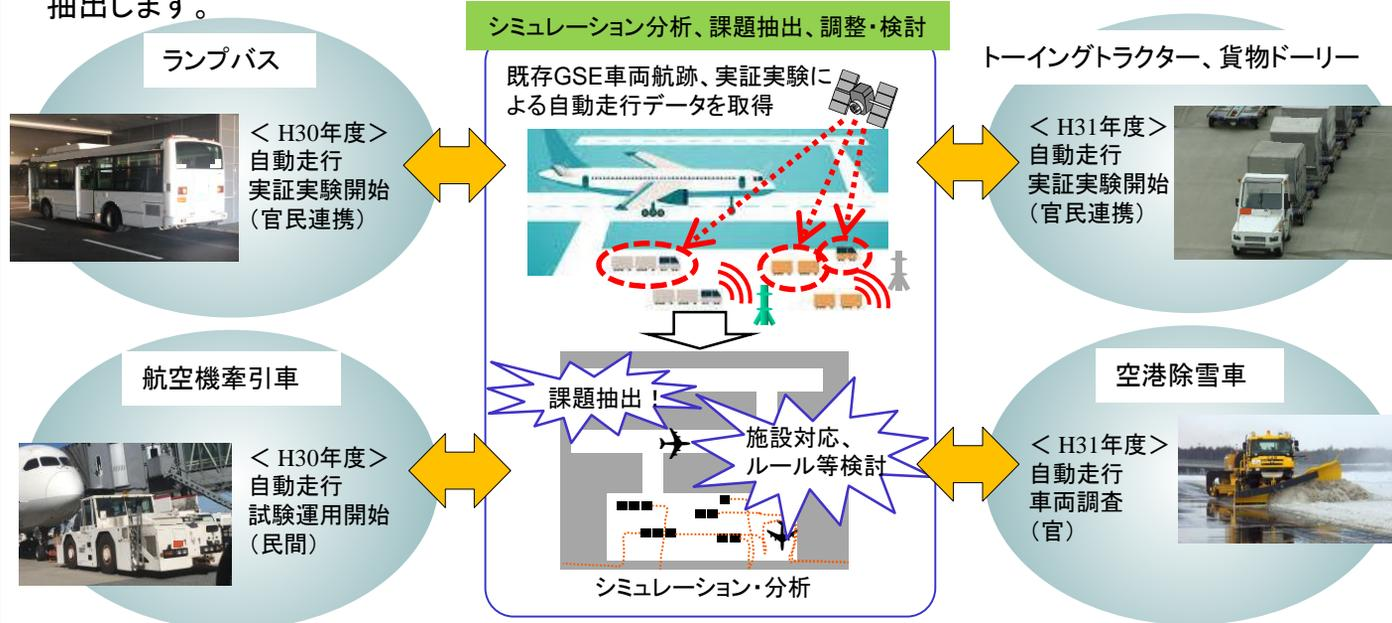 抽出します。
シミュレーション分析、課題抽出、調整・検討
ランプバス
＜ H30年度＞
自動走行
実証実験開始
（官民連携）
既存GSE車両航跡、実証実験に
よる自動走行データを取得
トーイングトラクター、貨物ドーリー
＜ H31年度＞
自動走行
実証実験開始
（官民連携）
航空機牽引車
＜ H30年度＞
自動走行
試験運用開始
（民間）
課題抽出！
施設対応、
ルール等検討
シミュレーション・分析
空港除雪車
＜ H31年度＞
自動走行
車両調査
（官）